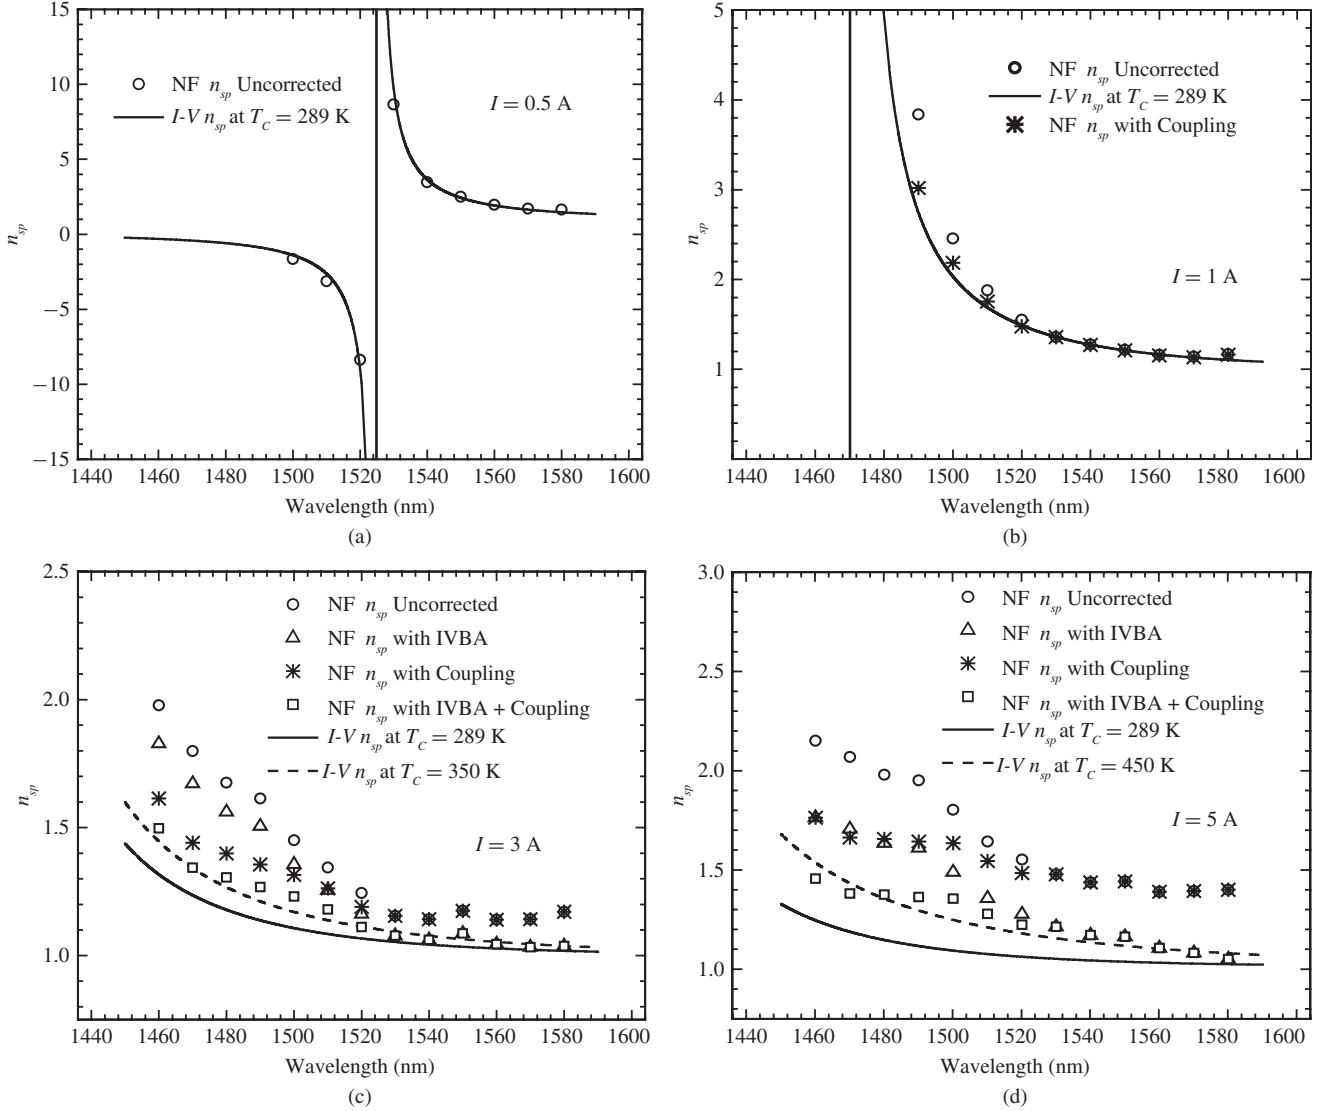 15
10
5
0
−5
−10
−15
n_sp
NF n_sp Uncorrected
I-V n_sp at T_C = 289 K
I = 0.5 A
1440 1460 1480 1500 1520 1540 1560 1580 1600
Wavelength (nm)
(a)
5
4
3
2
1
n_sp
NF n_sp Uncorrected
I-V n_sp at T_C = 289 K
NF n_sp with Coupling
I = 1 A
1440 1460 1480 1500 1520 1540 1560 1580 1600
Wavelength (nm)
(b)
2.5
2.0
1.5
1.0
n_sp
NF n_sp Uncorrected
NF n_sp with IVBA
NF n_sp with Coupling
NF n_sp with IVBA + Coupling
I-V n_sp at T_C = 289 K
I-V n_sp at T_C = 350 K
I = 3 A
1440 1460 1480 1500 1520 1540 1560 1580 1600
Wavelength (nm)
(c)
3.0
2.5
2.0
1.5
1.0
n_sp
NF n_sp Uncorrected
NF n_sp with IVBA
NF n_sp with Coupling
NF n_sp with IVBA + Coupling
I-V n_sp at T_C = 289 K
I-V n_sp at T_C = 450 K
I = 5 A
1440 1460 1480 1500 1520 1540 1560 1580 1600
Wavelength (nm)
(d)